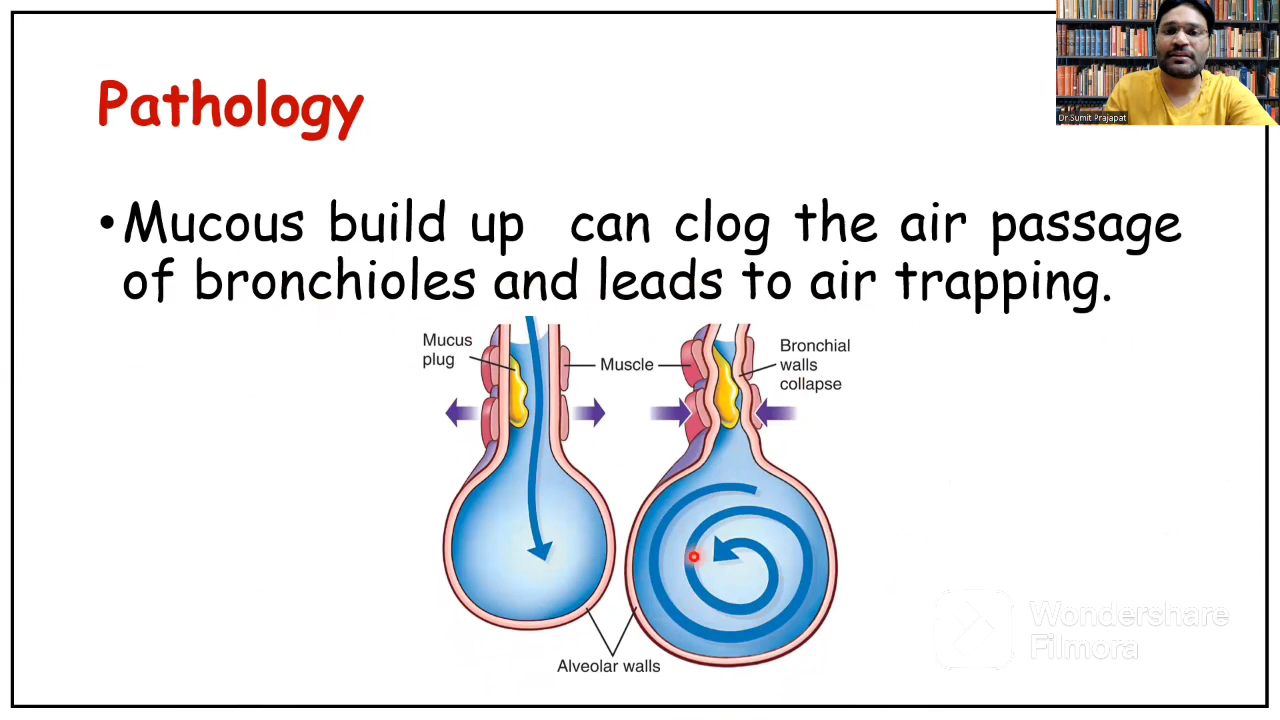 Dr.Sumit Prajapat
Pathology
•Mucous build up can clog the air passage
of bronchioles and leads to air trapping.
Mucus
plug
Muscle
Bronchial
walls
collapse
Alveolar walls
Wondershare
Filmora